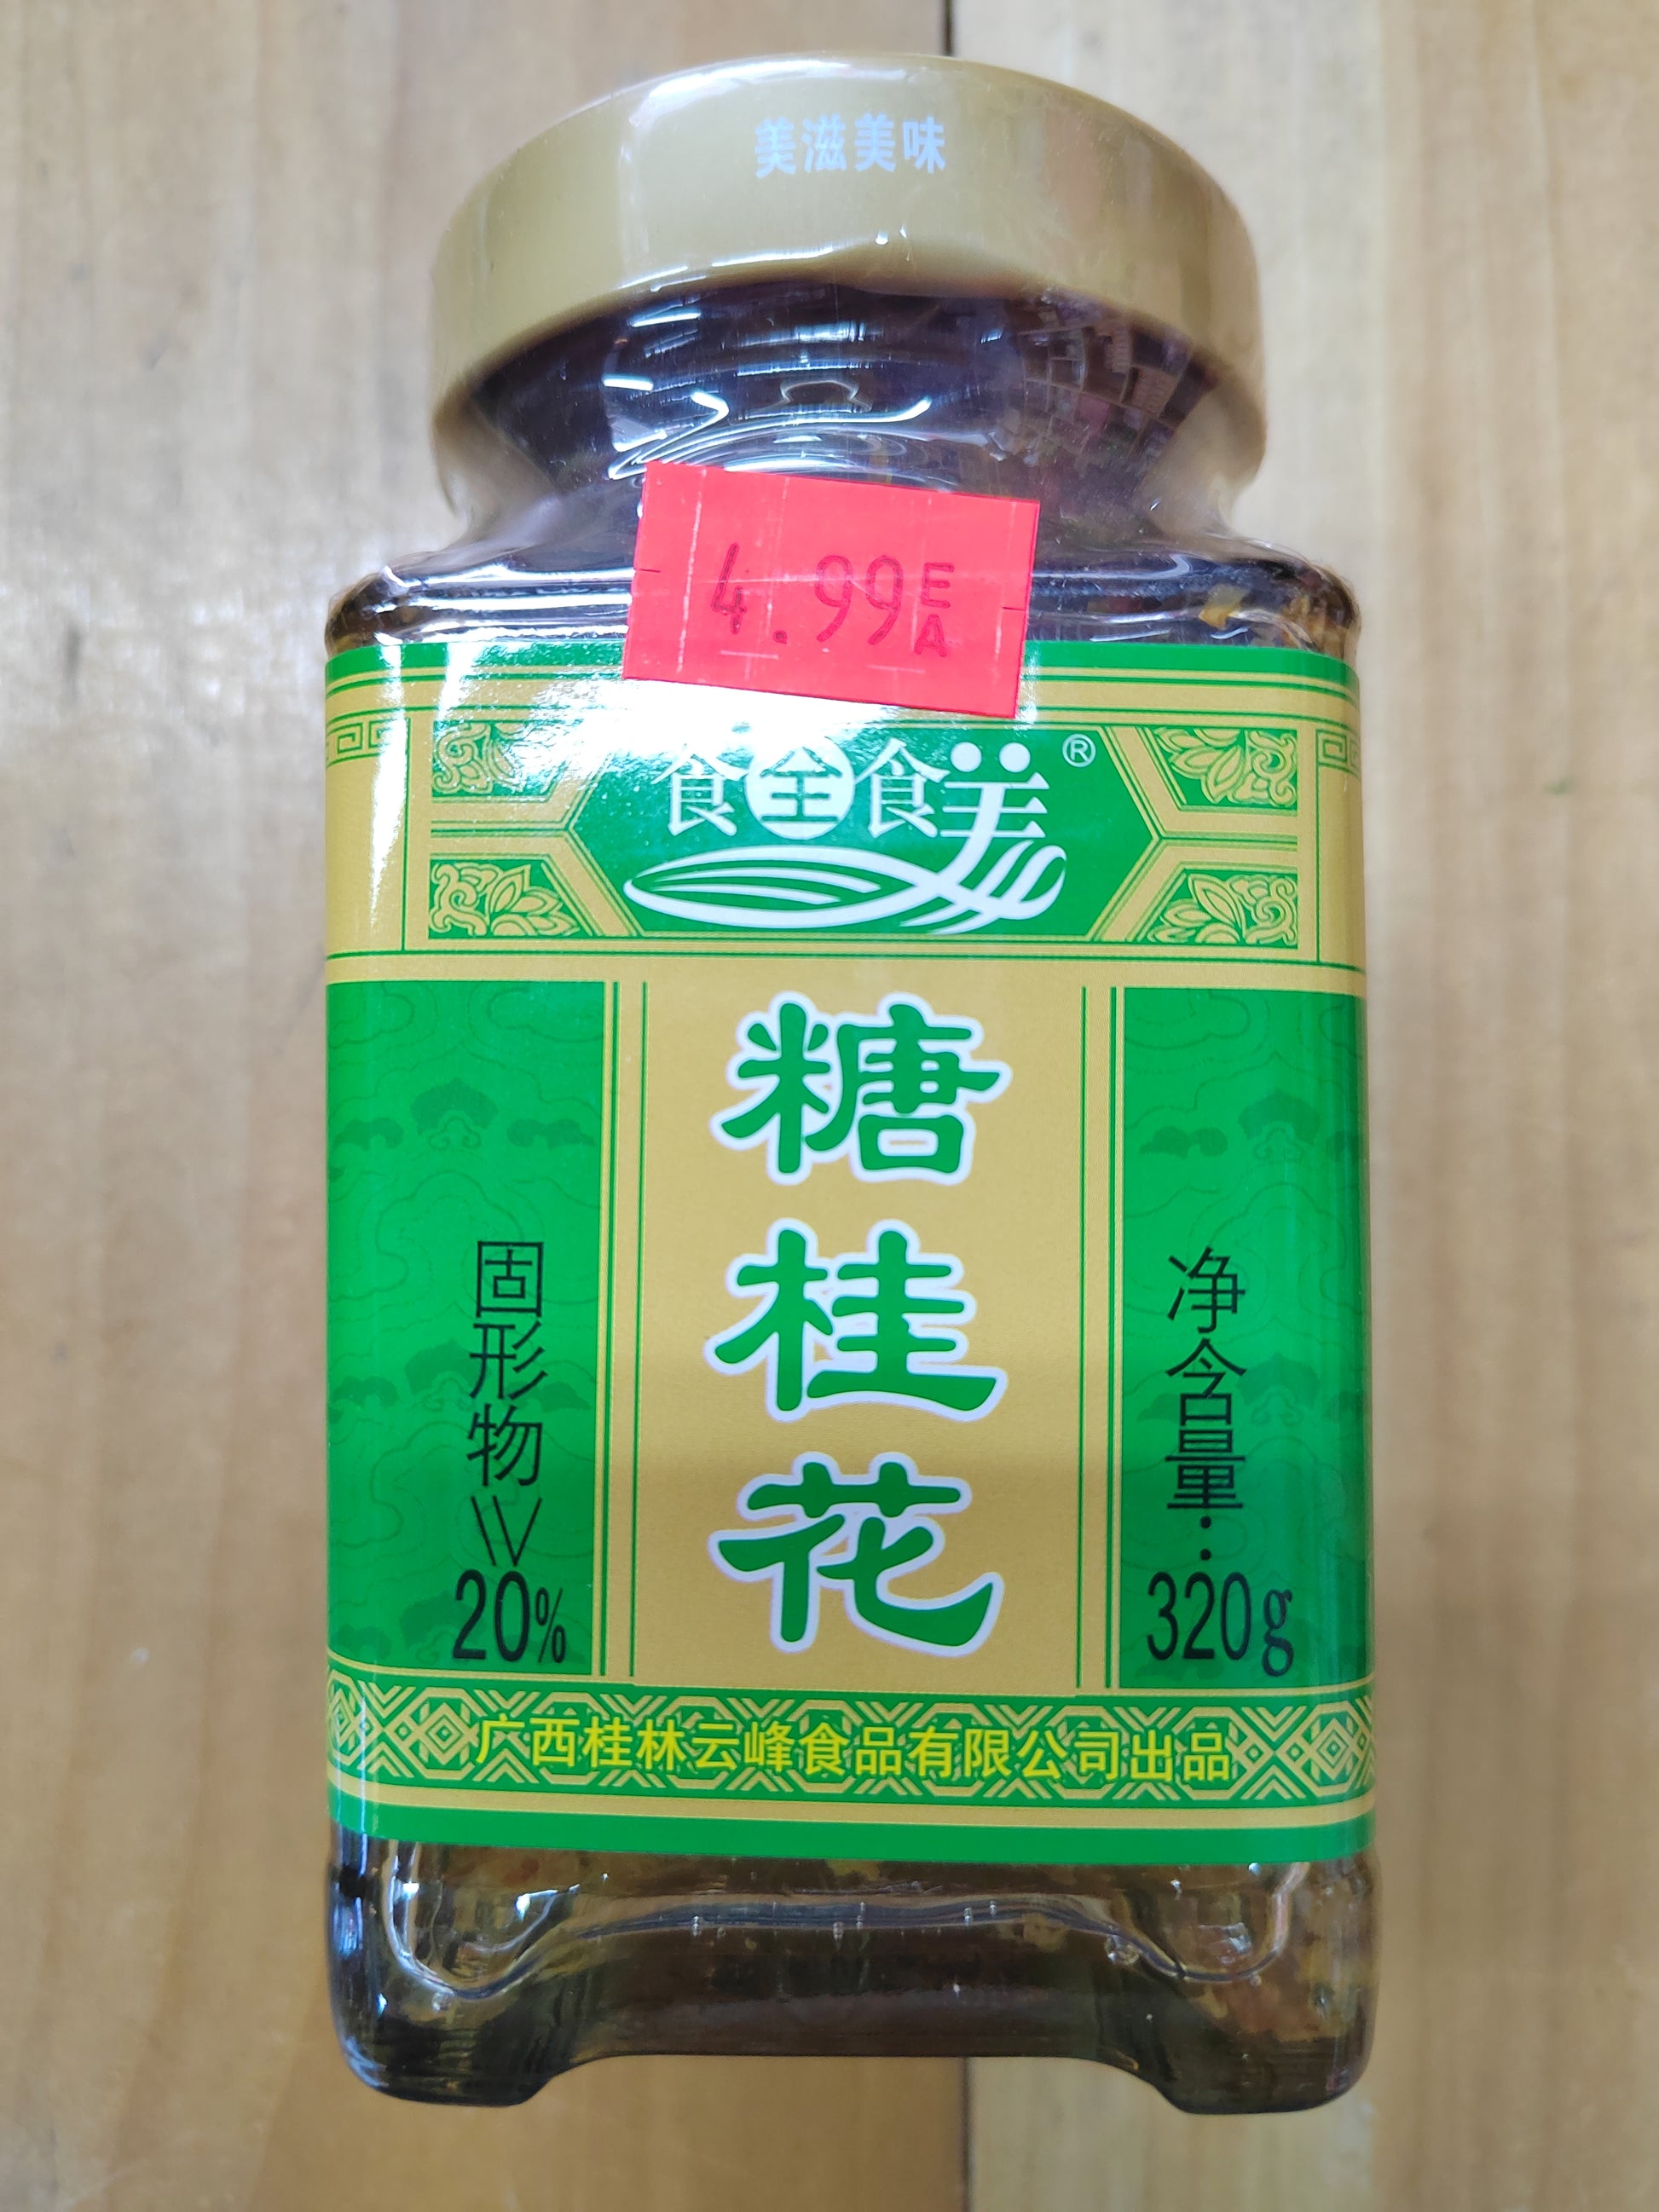 美滋美味
4.99EA
食全食美®
糖桂花
固形物≥20%
净含量:320g
广西桂林云峰食品有限公司出品